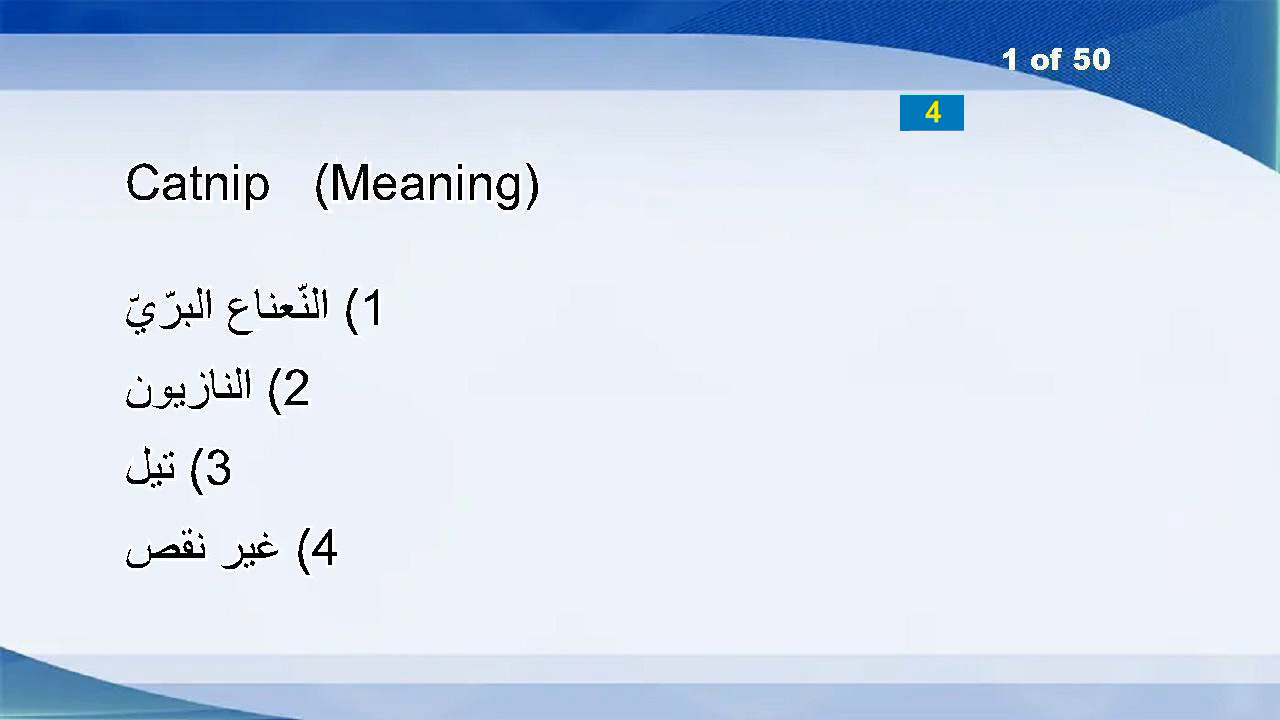 1 of 50
4
Catnip (Meaning)
1) النّعناع البرّيّ
2) النازيون
3) تيل
4) غير نقص